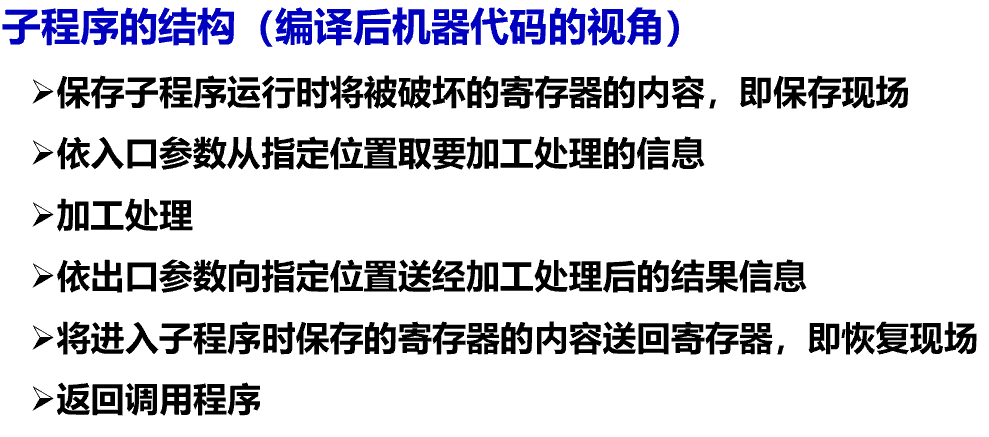 子程序的结构（编译后机器代码的视角）
➢保存子程序运行时将被破坏的寄存器的内容，即保存现场
➢依入口参数从指定位置取要加工处理的信息
➢加工处理
➢依出口参数向指定位置送经加工处理后的结果信息
➢将进入子程序时保存的寄存器的内容送回寄存器，即恢复现场
➢返回调用程序